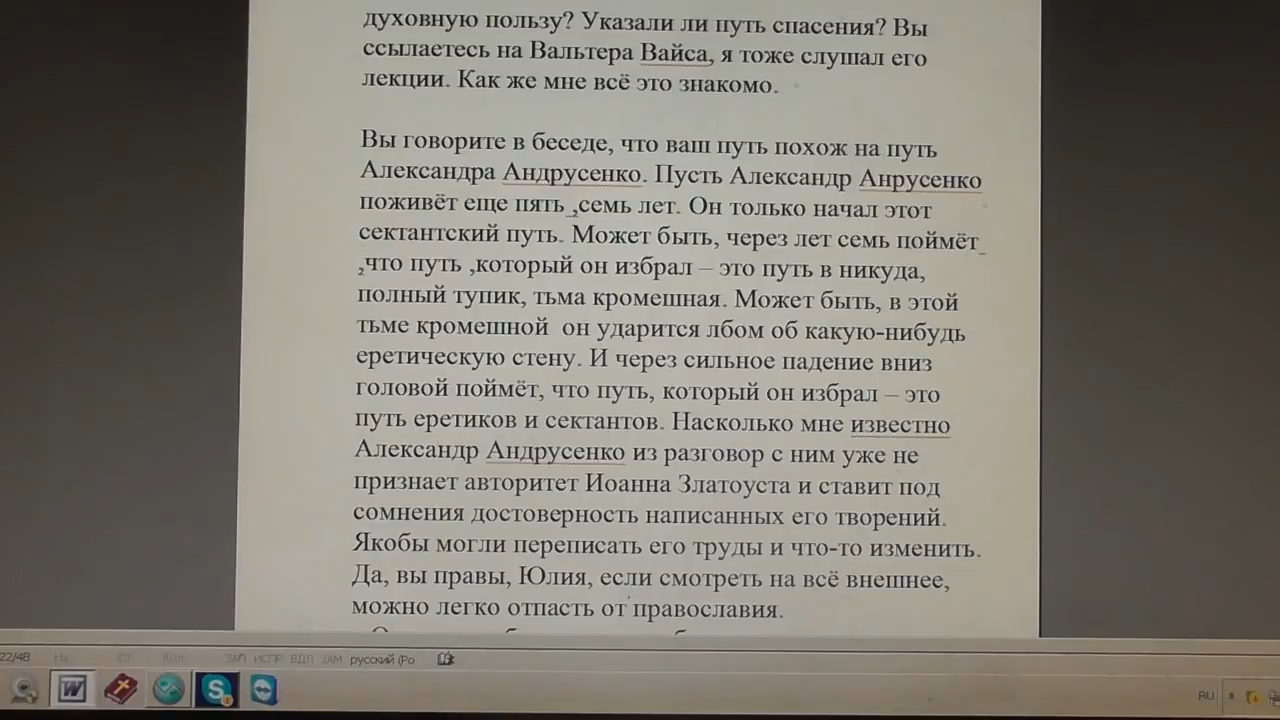 духовную пользу? Указали ли путь спасения? Вы
ссылаетесь на Вальтера Вайса, я тоже слушал его
лекции. Как же мне всё это знакомо.
Вы говорите в беседе, что ваш путь похож на путь
Александра Андрусенко. Пусть Александр Анрусенко
поживёт еще пять ,семь лет. Он только начал этот
сектантский путь. Может быть, через лет семь поймёт
,что путь ,который он избрал – это путь в никуда,
полный тупик, тьма кромешная. Может быть, в этой
тьме кромешной он ударится лбом об какую-нибудь
еретическую стену. И через сильное падение вниз
головой поймёт, что путь, который он избрал – это
путь еретиков и сектантов. Насколько мне известно
Александр Андрусенко из разговор с ним уже не
признает авторитет Иоанна Златоуста и ставит под
сомнения достоверность написанных его творений.
Якобы могли переписать его труды и что-то изменить.
Да, вы правы, Юлия, если смотреть на всё внешнее,
можно легко отпасть от православия.
22/48 На Ст Кол ЗАП ИСПР ВДЛ ЗАМ русский (Ро
RU